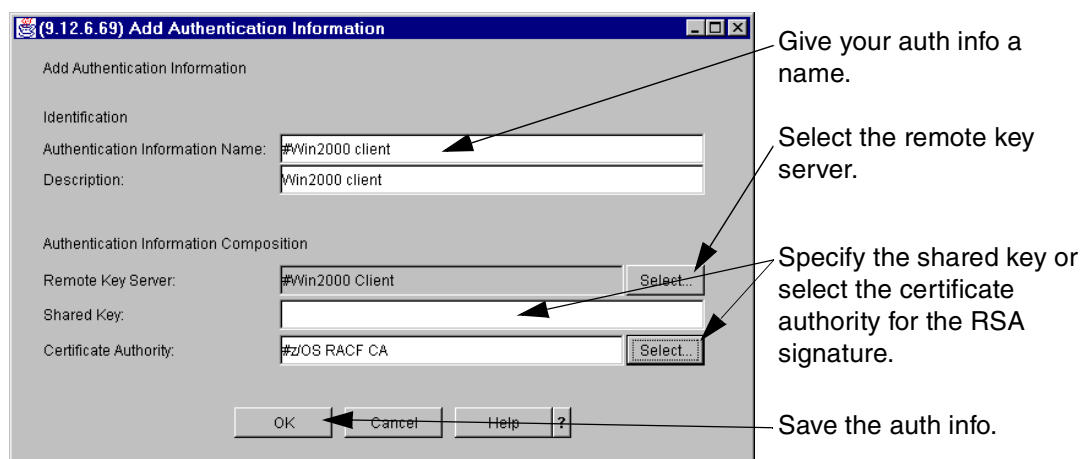 (9.12.6.69) Add Authentication Information
Add Authentication Information
Identification
Authentication Information Name: #Win2000 client
Description: Win2000 client
Authentication Information Composition
Remote Key Server: #Win2000 Client Select...
Shared Key:
Certificate Authority: #z/OS RACF CA Select...
OK Cancel Help ?
Give your auth info a
name.
Select the remote key
server.
Specify the shared key or
select the certificate
authority for the RSA
signature.
Save the auth info.